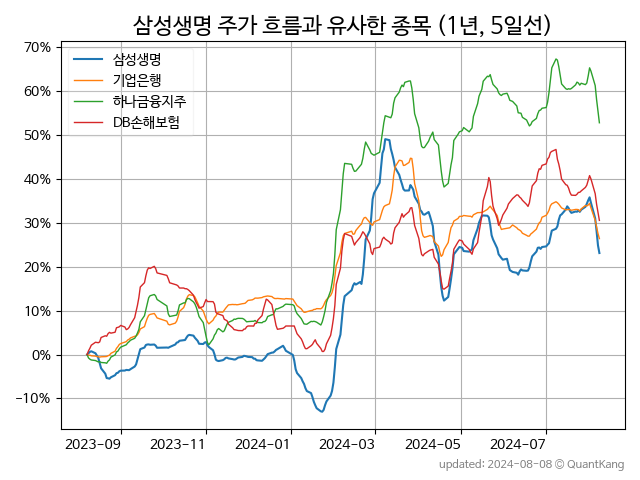 삼성생명 주가 흐름과 유사한 종목 (1년, 5일선)
70%
60%
50%
40%
30%
20%
10%
0%
−10%
삼성생명
기업은행
하나금융지주
DB손해보험
2023-09 2023-11 2024-01 2024-03 2024-05 2024-07
updated: 2024-08-08 © QuantKang